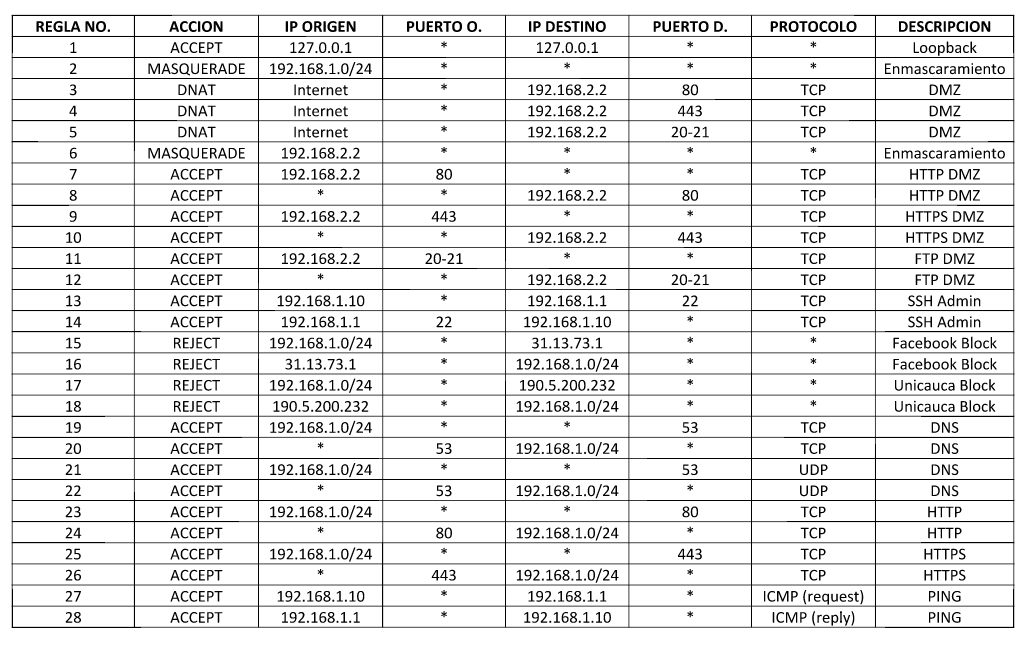 REGLA NO. ACCION IP ORIGEN PUERTO O. IP DESTINO PUERTO D. PROTOCOLO DESCRIPCION
1 ACCEPT 127.0.0.1 * 127.0.0.1 * * Loopback
2 MASQUERADE 192.168.1.0/24 * * * * Enmascaramiento
3 DNAT Internet * 192.168.2.2 80 TCP DMZ
4 DNAT Internet * 192.168.2.2 443 TCP DMZ
5 DNAT Internet * 192.168.2.2 20-21 TCP DMZ
6 MASQUERADE 192.168.2.2 * * * * Enmascaramiento
7 ACCEPT 192.168.2.2 80 * * TCP HTTP DMZ
8 ACCEPT * * 192.168.2.2 80 TCP HTTP DMZ
9 ACCEPT 192.168.2.2 443 * * TCP HTTPS DMZ
10 ACCEPT * * 192.168.2.2 443 TCP HTTPS DMZ
11 ACCEPT 192.168.2.2 20-21 * * TCP FTP DMZ
12 ACCEPT * * 192.168.2.2 20-21 TCP FTP DMZ
13 ACCEPT 192.168.1.10 * 192.168.1.1 22 TCP SSH Admin
14 ACCEPT 192.168.1.1 22 192.168.1.10 * TCP SSH Admin
15 REJECT 192.168.1.0/24 * 31.13.73.1 * * Facebook Block
16 REJECT 31.13.73.1 * 192.168.1.0/24 * * Facebook Block
17 REJECT 192.168.1.0/24 * 190.5.200.232 * * Unicauca Block
18 REJECT 190.5.200.232 * 192.168.1.0/24 * * Unicauca Block
19 ACCEPT 192.168.1.0/24 * * 53 TCP DNS
20 ACCEPT * 53 192.168.1.0/24 * TCP DNS
21 ACCEPT 192.168.1.0/24 * * 53 UDP DNS
22 ACCEPT * 53 192.168.1.0/24 * UDP DNS
23 ACCEPT 192.168.1.0/24 * * 80 TCP HTTP
24 ACCEPT * 80 192.168.1.0/24 * TCP HTTP
25 ACCEPT 192.168.1.0/24 * * 443 TCP HTTPS
26 ACCEPT * 443 192.168.1.0/24 * TCP HTTPS
27 ACCEPT 192.168.1.10 * 192.168.1.1 * ICMP (request) PING
28 ACCEPT 192.168.1.1 * 192.168.1.10 * ICMP (reply) PING